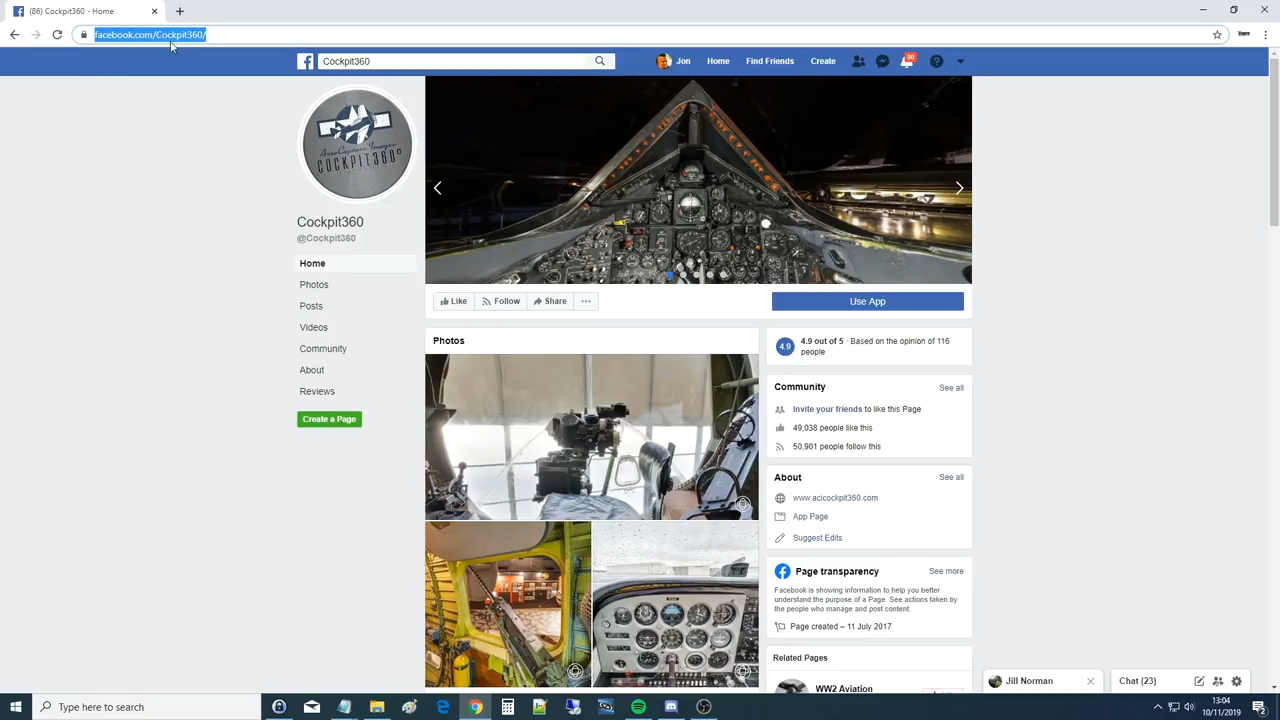 (86) Cockpit360 - Home
facebook.com/Cockpit360/
Cockpit360
Jon
Home
Find Friends
Create
86
AeroCapture Images
COCKPIT360°
Cockpit360
@Cockpit360
Home
Photos
Posts
Videos
Community
About
Reviews
Create a Page
Like
Follow
Share
Use App
Photos
4.9
4.9 out of 5 · Based on the opinion of 116
people
Community
See all
Invite your friends to like this Page
49,038 people like this
50,901 people follow this
About
See all
www.acicockpit360.com
App Page
Suggest Edits
Page transparency
See more
Facebook is showing information to help you better
understand the purpose of a Page. See actions taken by
the people who manage and post content.
Page created – 11 July 2017
Related Pages
WW2 Aviation
Jill Norman
Chat (23)
Type here to search
13:04
10/11/2019
2